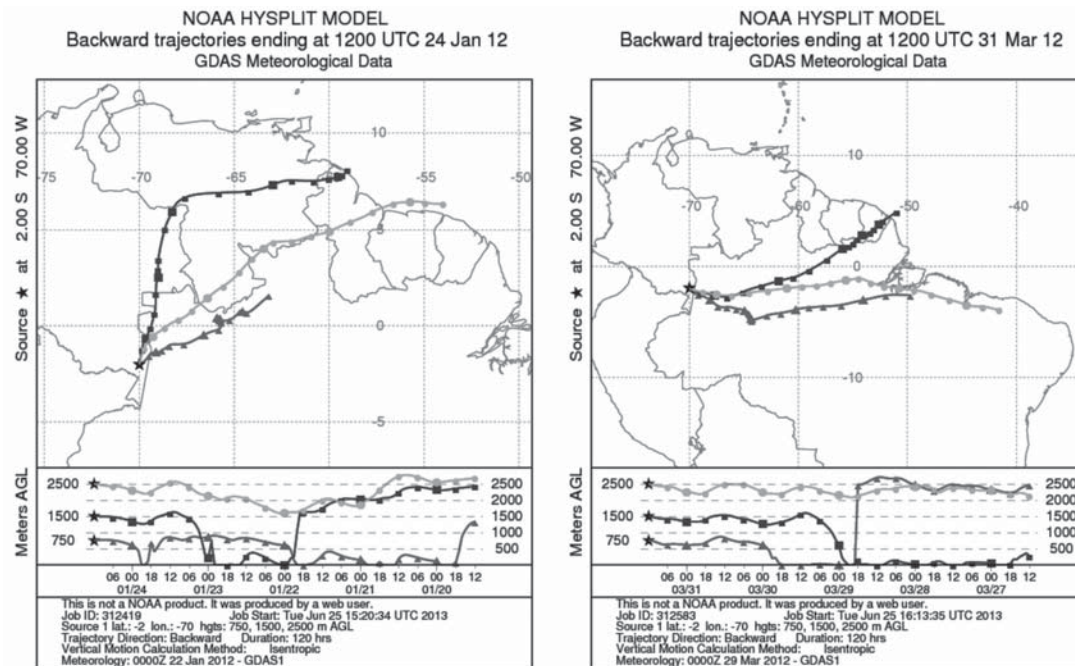 NOAA HYSPLIT MODEL
Backward trajectories ending at 1200 UTC 24 Jan 12
GDAS Meteorological Data
Source ★ at 2.00 S 70.00 W
-75
-70
-65
-60
-55
-50
10
5
0
-5
Meters AGL
2500
1500
750
2500
2000
1500
1000
500
06 00 18 12 06 00 18 12 06 00 18 12 06 00 18 12 06 00 18 12
01/24 01/23 01/22 01/21 01/20
This is not a NOAA product. It was produced by a web user.
Job ID: 312419 Job Start: Tue Jun 25 15:20:34 UTC 2013
Source 1 lat.: -2 lon.: -70 hgts: 750, 1500, 2500 m AGL
Trajectory Direction: Backward Duration: 120 hrs
Vertical Motion Calculation Method: Isentropic
Meteorology: 0000Z 22 Jan 2012 - GDAS1
NOAA HYSPLIT MODEL
Backward trajectories ending at 1200 UTC 31 Mar 12
GDAS Meteorological Data
Source ★ at 2.00 S 70.00 W
10
-70
-60
-50
-40
0
-10
Meters AGL
2500
1500
750
2500
2000
1500
1000
500
06 00 18 12 06 00 18 12 06 00 18 12 06 00 18 12 06 00 18 12
03/31 03/30 03/29 03/28 03/27
This is not a NOAA product. It was produced by a web user.
Job ID: 312583 Job Start: Tue Jun 25 16:13:35 UTC 2013
Source 1 lat.: -2 lon.: -70 hgts: 750, 1500, 2500 m AGL
Trajectory Direction: Backward Duration: 120 hrs
Vertical Motion Calculation Method: Isentropic
Meteorology: 0000Z 29 Mar 2012 - GDAS1